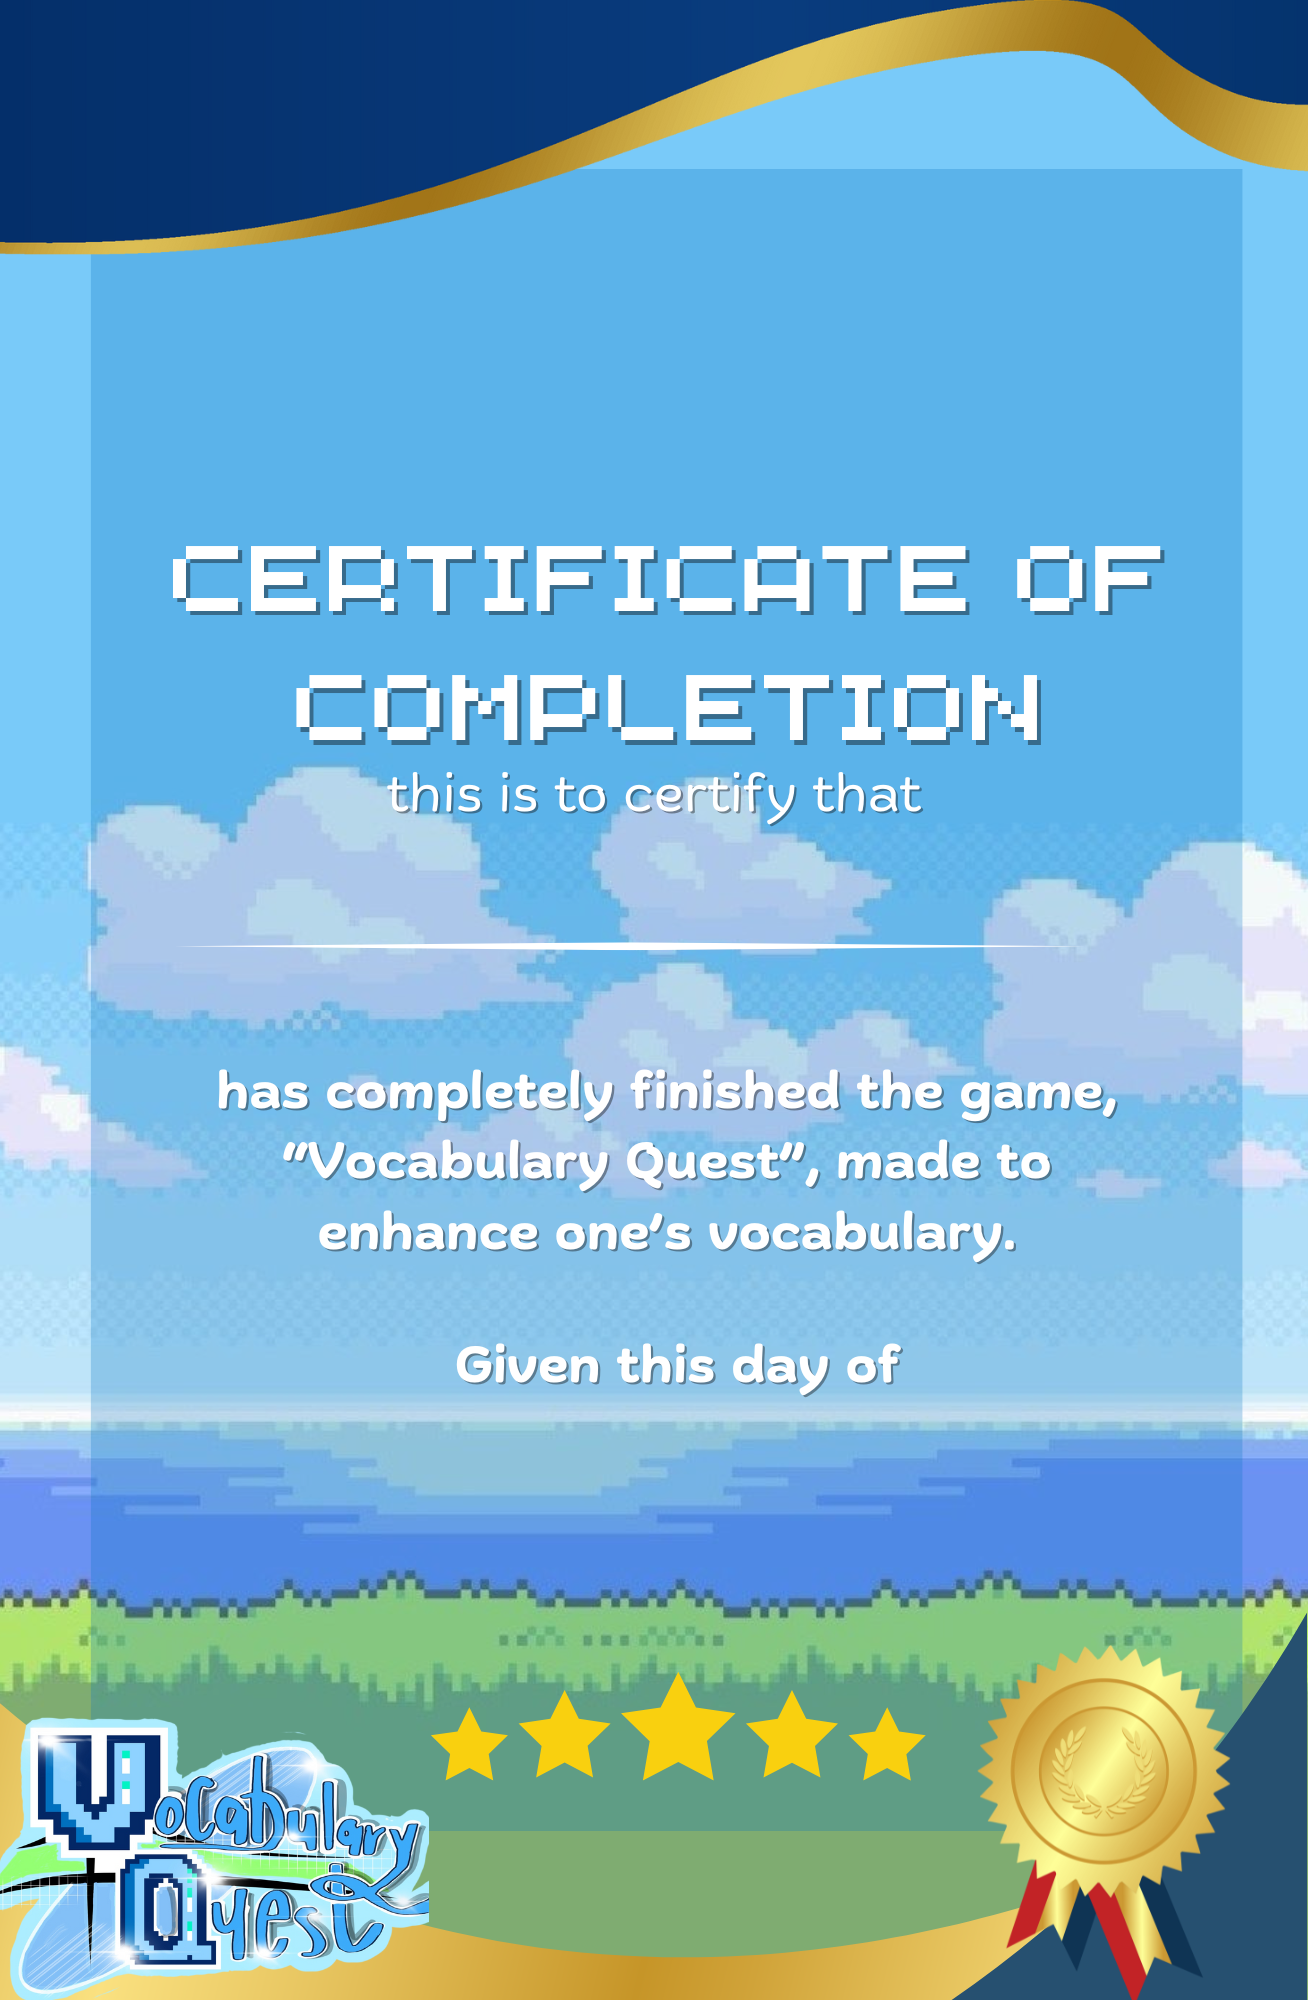 CERTIFICATE OF
COMPLETION
this is to certify that
has completely finished the game,
“Vocabulary Quest”, made to
enhance one’s vocabulary.
Given this day of
Vocabulary
Quest